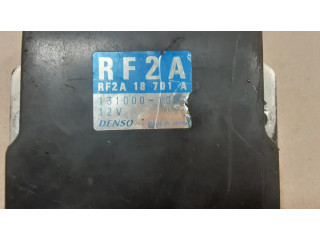 RF2A
RF2A 18 701 A
131000-
12V
DENSO